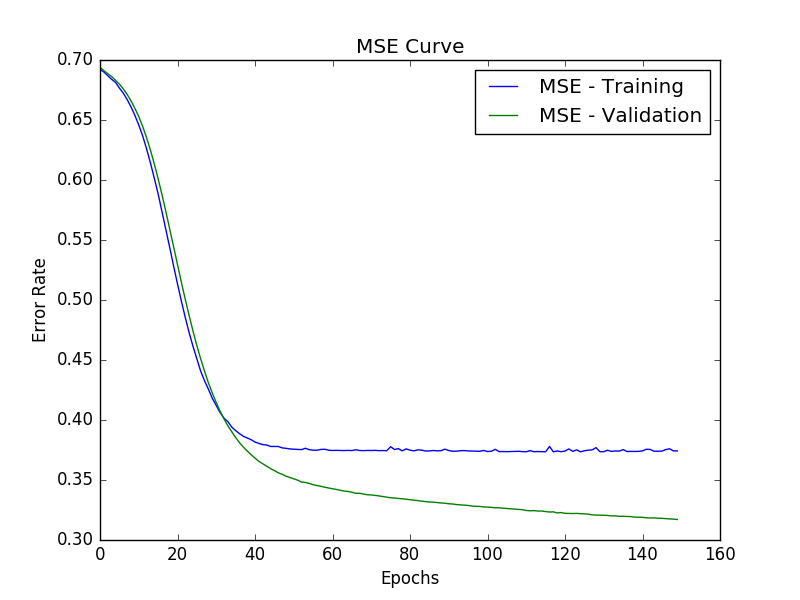 MSE Curve
0.70
0.65
0.60
0.55
0.50
0.45
0.40
0.35
0.30
Error Rate
MSE - Training
MSE - Validation
0 20 40 60 80 100 120 140 160
Epochs